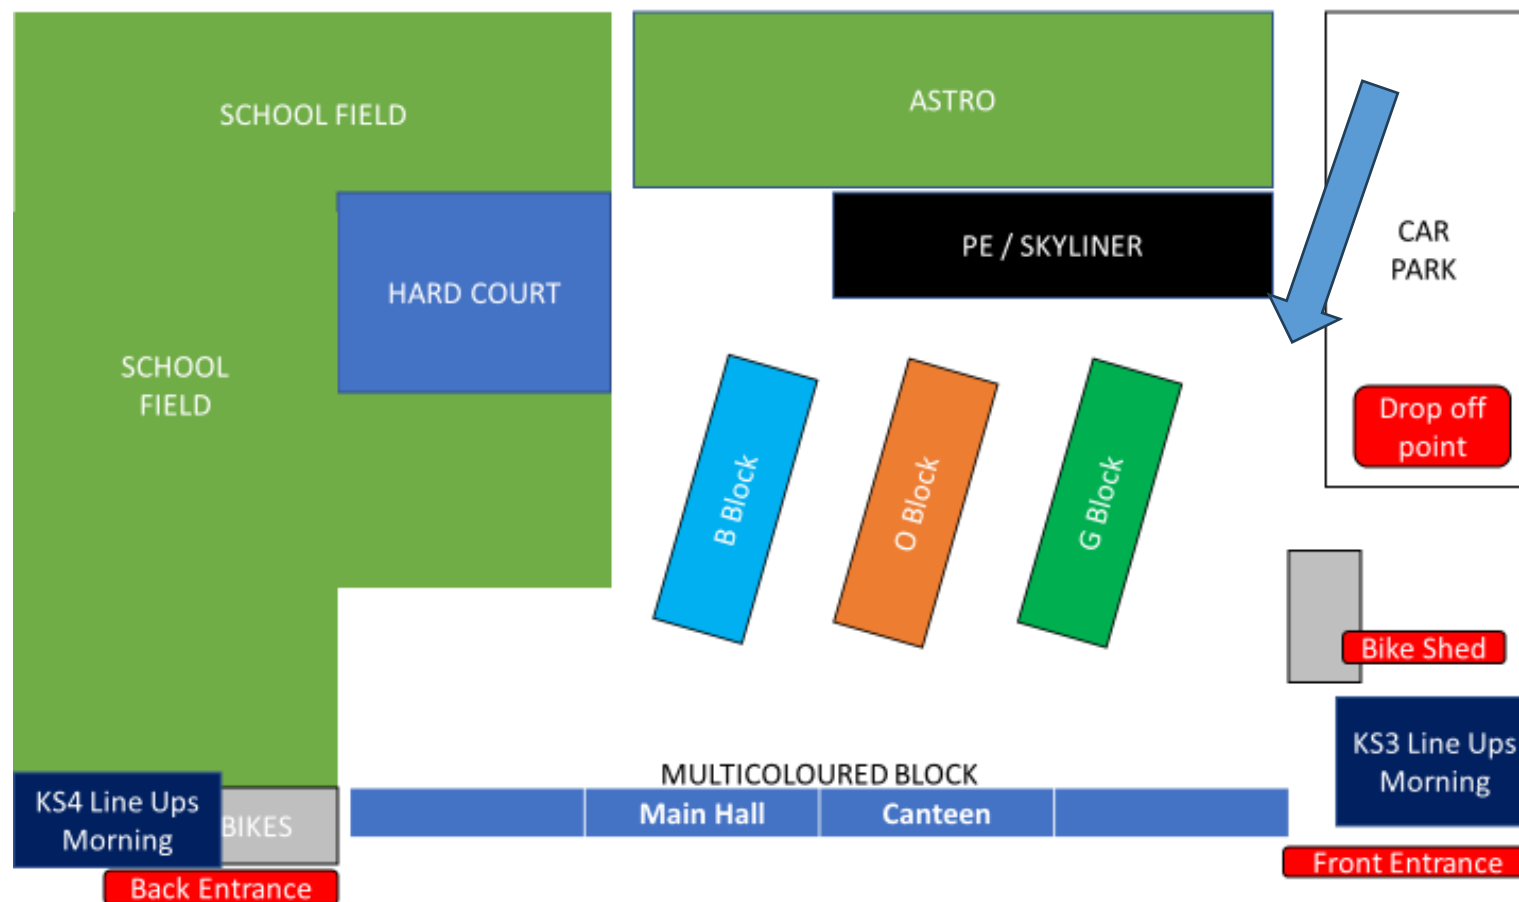 SCHOOL FIELD
ASTRO
PE / SKYLINER
CAR
PARK
HARD COURT
SCHOOL
FIELD
Drop off
point
B Block
O Block
G Block
Bike Shed
KS3 Line Ups
Morning
MULTICOLOURED BLOCK
Main Hall
Canteen
KS4 Line Ups
Morning
BIKES
Front Entrance
Back Entrance